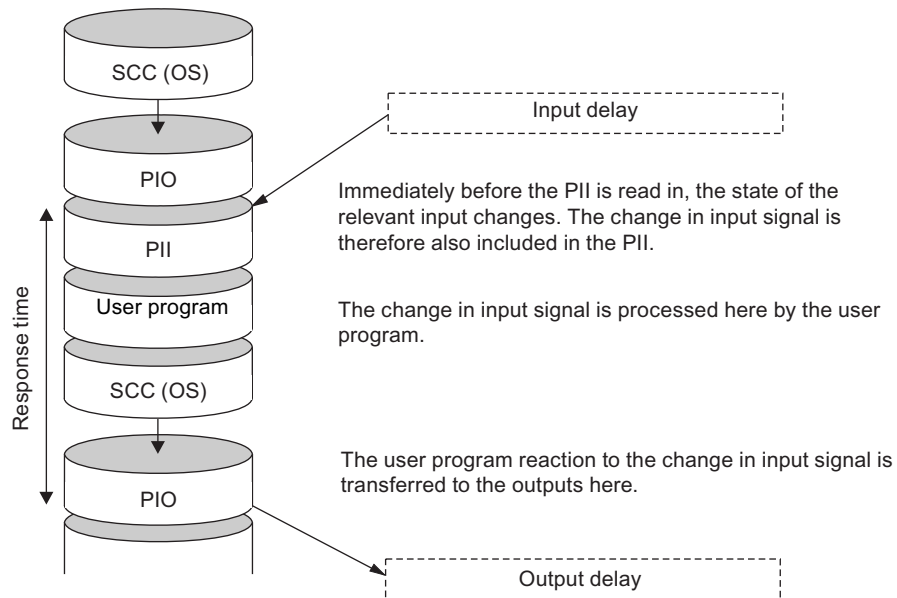 SCC (OS)
Input delay
PIO
Immediately before the PII is read in, the state of the
relevant input changes. The change in input signal is
therefore also included in the PII.
PII
User program
The change in input signal is processed here by the user
program.
Response time
SCC (OS)
The user program reaction to the change in input signal is
transferred to the outputs here.
PIO
Output delay